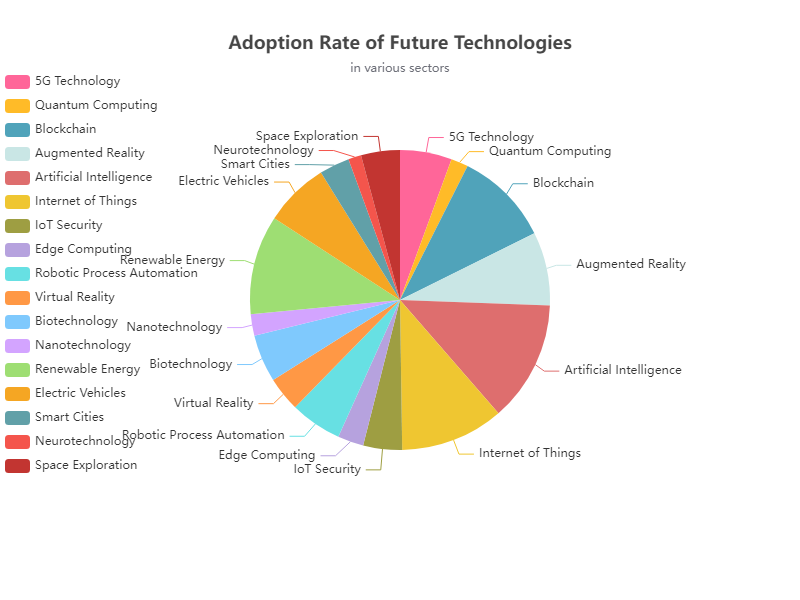 Adoption Rate of Future Technologies
in various sectors
5G Technology
Quantum Computing
Blockchain
Augmented Reality
Artificial Intelligence
Internet of Things
IoT Security
Edge Computing
Robotic Process Automation
Virtual Reality
Biotechnology
Nanotechnology
Renewable Energy
Electric Vehicles
Smart Cities
Neurotechnology
Space Exploration
5G Technology
Quantum Computing
Blockchain
Augmented Reality
Artificial Intelligence
Internet of Things
IoT Security
Edge Computing
Robotic Process Automation
Virtual Reality
Biotechnology
Nanotechnology
Renewable Energy
Electric Vehicles
Smart Cities
Neurotechnology
Space Exploration